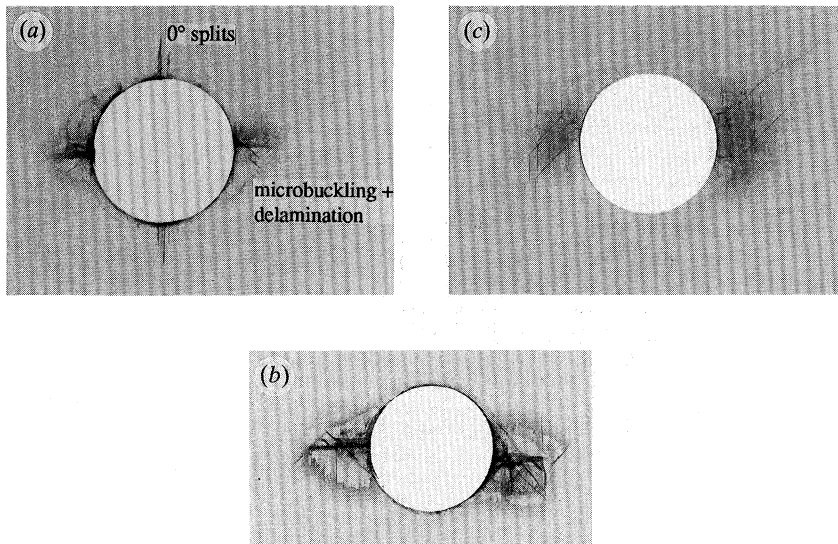 (a)
0° splits
microbuckling +
delamination
(c)
(b)